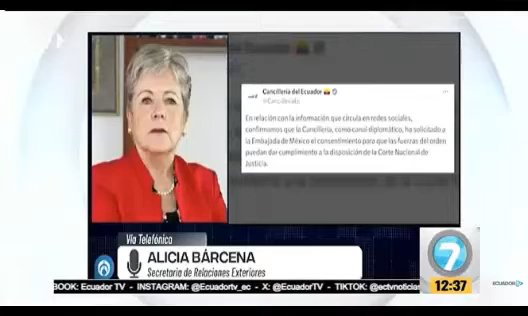 Cancillería del Ecuador
En relación con la información que circula en redes sociales,
confirmamos que la Cancillería, como canal diplomático, ha solicitado a
la Embajada de México el consentimiento para que las fuerzas del orden
puedan dar cumplimiento a la disposición de la Corte Nacional de
Justicia.
Vía Telefónica
ALICIA BÁRCENA
Secretaria de Relaciones Exteriores
7
12:37
BOOK: Ecuador TV - INSTAGRAM: @Ecuadortv_ec - X: @EcuadorTV - TIKTOK: @ectvnoticias
ECUADOR